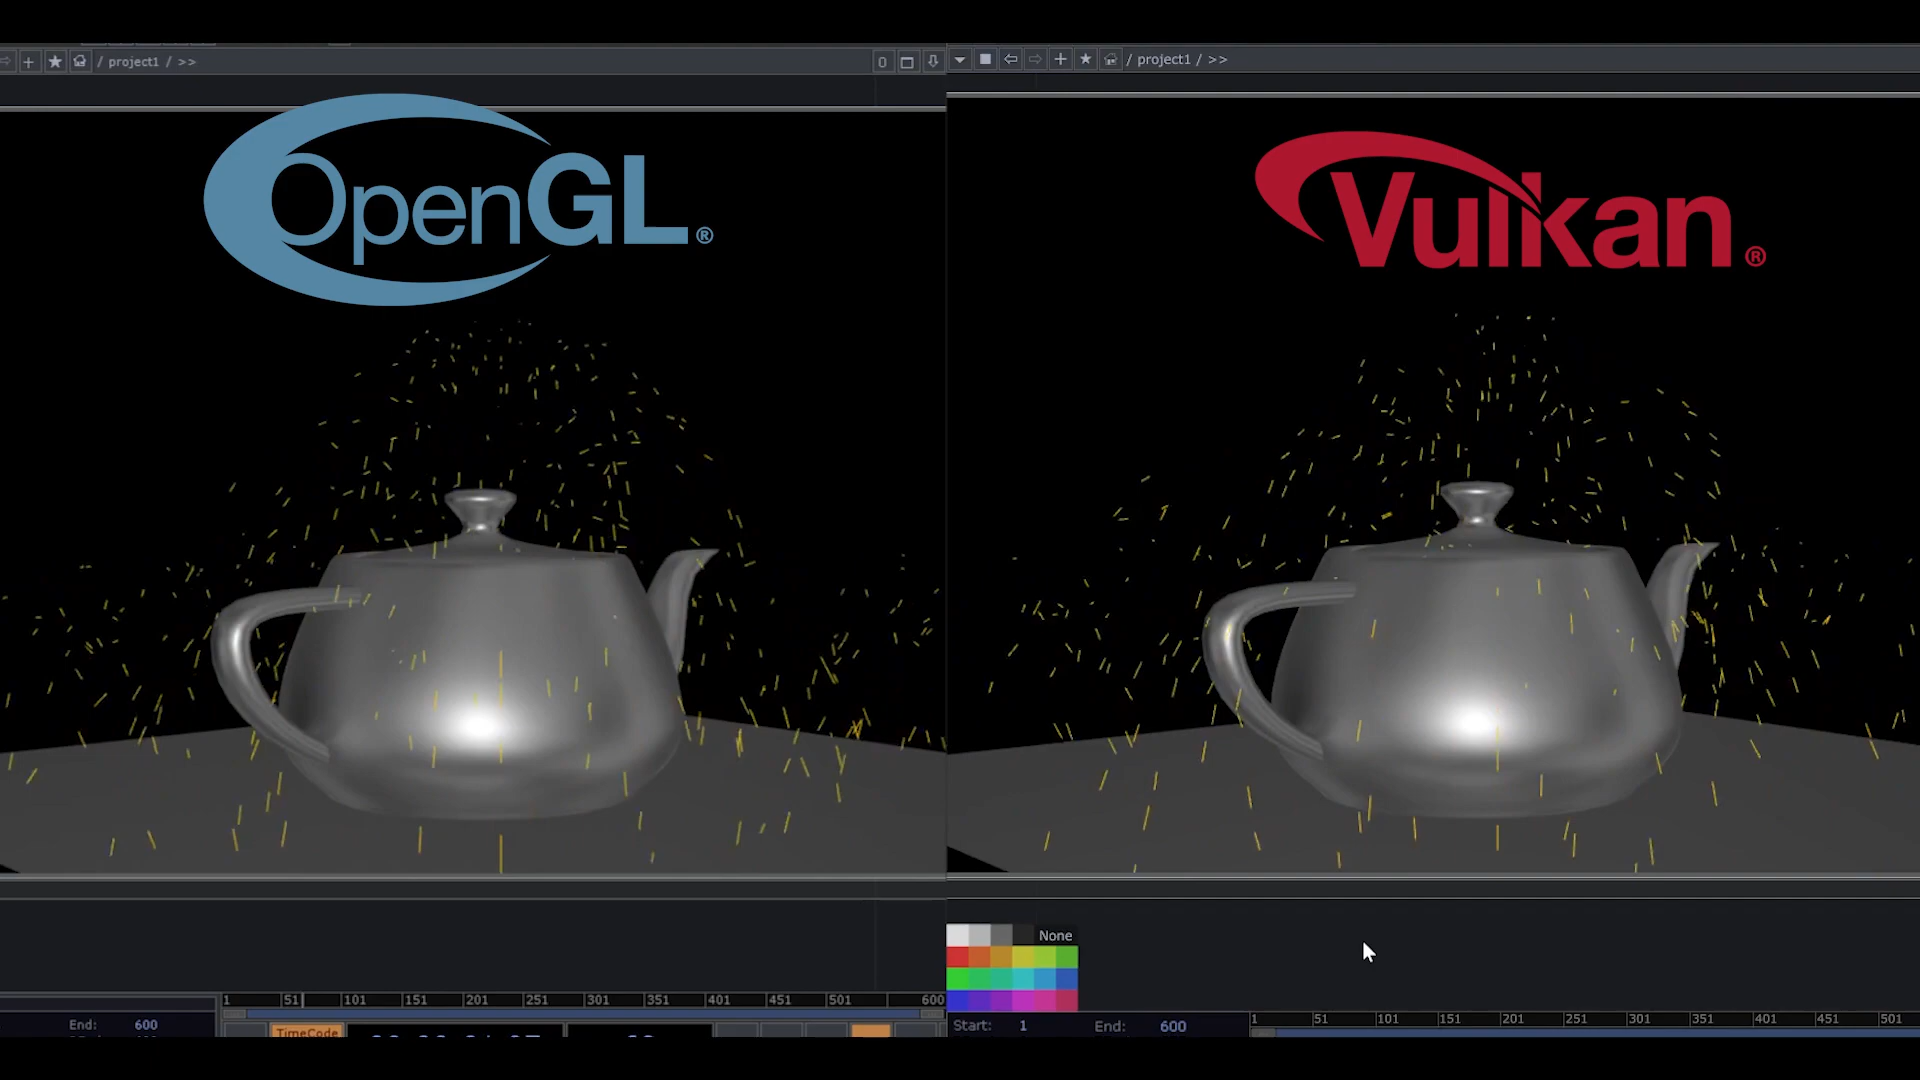 / project1 / >>
0
/ project1 / >>
OpenGL®
Vulkan®
None
1 51 101 151 201 251 301 351 401 451 501 600
End: 600
TimeCode
Start: 1 End: 600
1 51 101 151 201 251 301 351 401 451 501